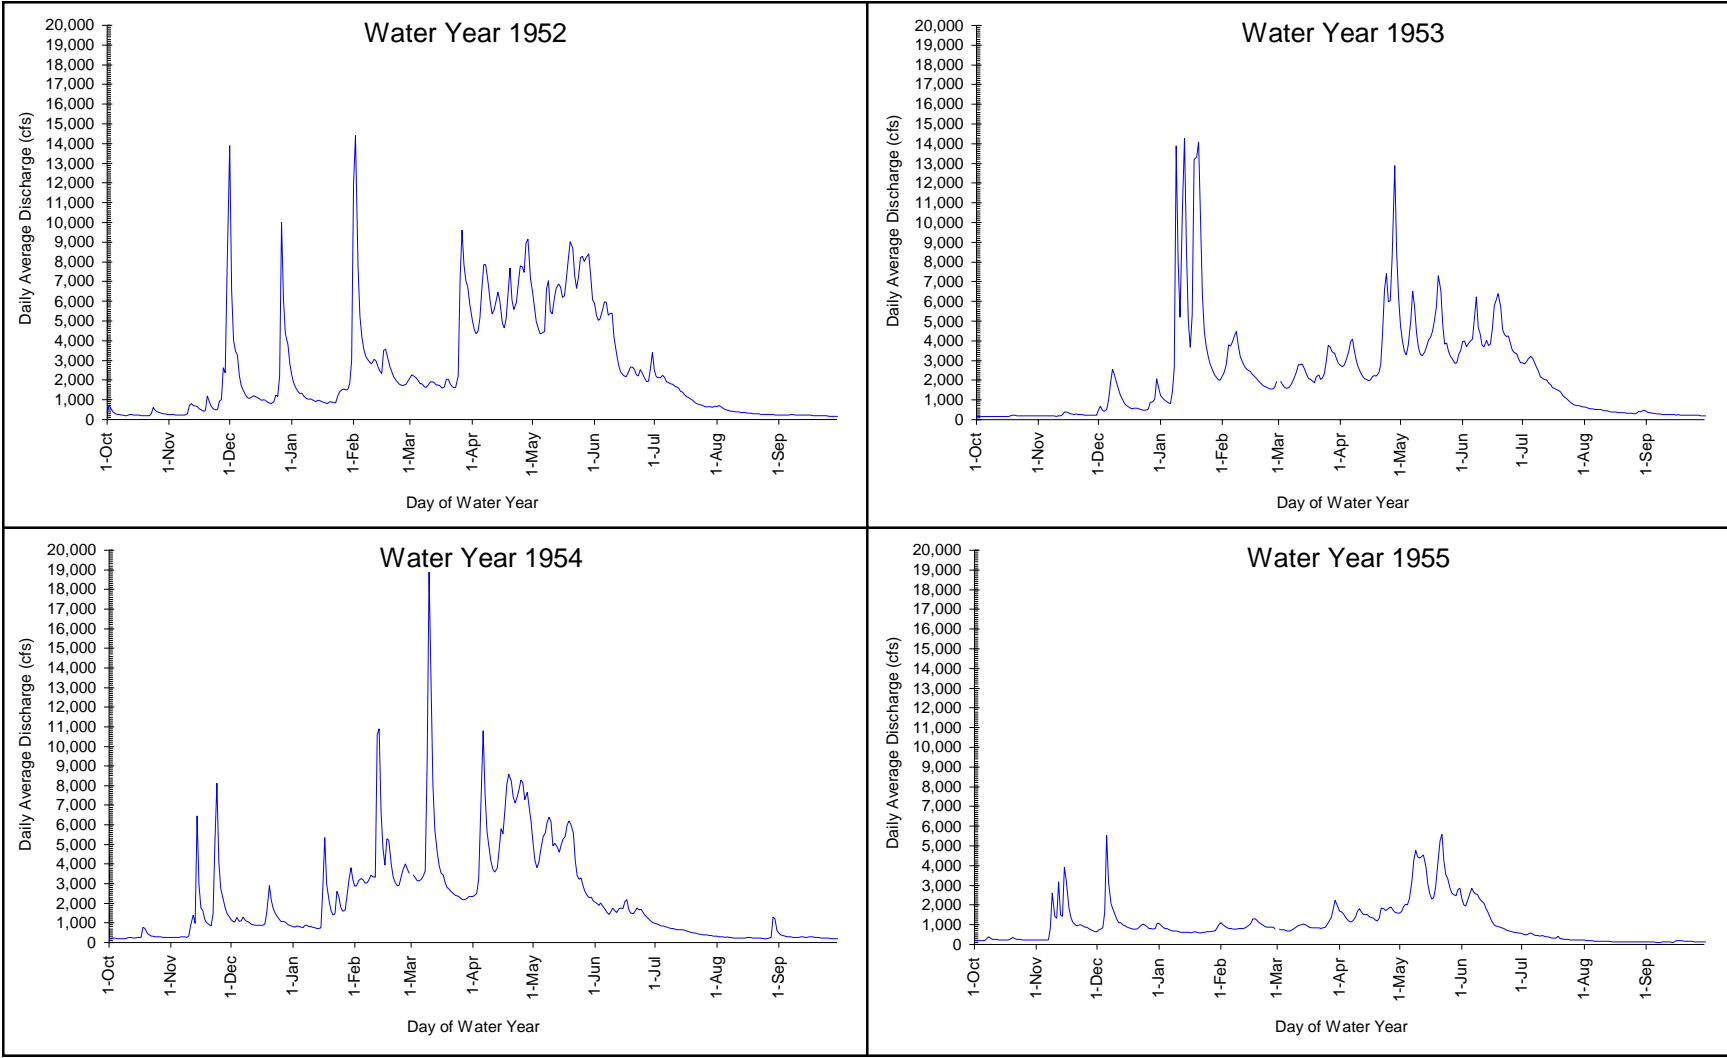 Water Year 1952
20,000
19,000
18,000
17,000
16,000
15,000
14,000
13,000
12,000
11,000
10,000
9,000
8,000
7,000
6,000
5,000
4,000
3,000
2,000
1,000
0
Daily Average Discharge (cfs)
1-Oct
1-Nov
1-Dec
1-Jan
1-Feb
1-Mar
1-Apr
1-May
1-Jun
1-Jul
1-Aug
1-Sep
Day of Water Year
Water Year 1953
20,000
19,000
18,000
17,000
16,000
15,000
14,000
13,000
12,000
11,000
10,000
9,000
8,000
7,000
6,000
5,000
4,000
3,000
2,000
1,000
0
Daily Average Discharge (cfs)
1-Oct
1-Nov
1-Dec
1-Jan
1-Feb
1-Mar
1-Apr
1-May
1-Jun
1-Jul
1-Aug
1-Sep
Day of Water Year
Water Year 1954
20,000
19,000
18,000
17,000
16,000
15,000
14,000
13,000
12,000
11,000
10,000
9,000
8,000
7,000
6,000
5,000
4,000
3,000
2,000
1,000
0
Daily Average Discharge (cfs)
1-Oct
1-Nov
1-Dec
1-Jan
1-Feb
1-Mar
1-Apr
1-May
1-Jun
1-Jul
1-Aug
1-Sep
Day of Water Year
Water Year 1955
20,000
19,000
18,000
17,000
16,000
15,000
14,000
13,000
12,000
11,000
10,000
9,000
8,000
7,000
6,000
5,000
4,000
3,000
2,000
1,000
0
Daily Average Discharge (cfs)
1-Oct
1-Nov
1-Dec
1-Jan
1-Feb
1-Mar
1-Apr
1-May
1-Jun
1-Jul
1-Aug
1-Sep
Day of Water Year